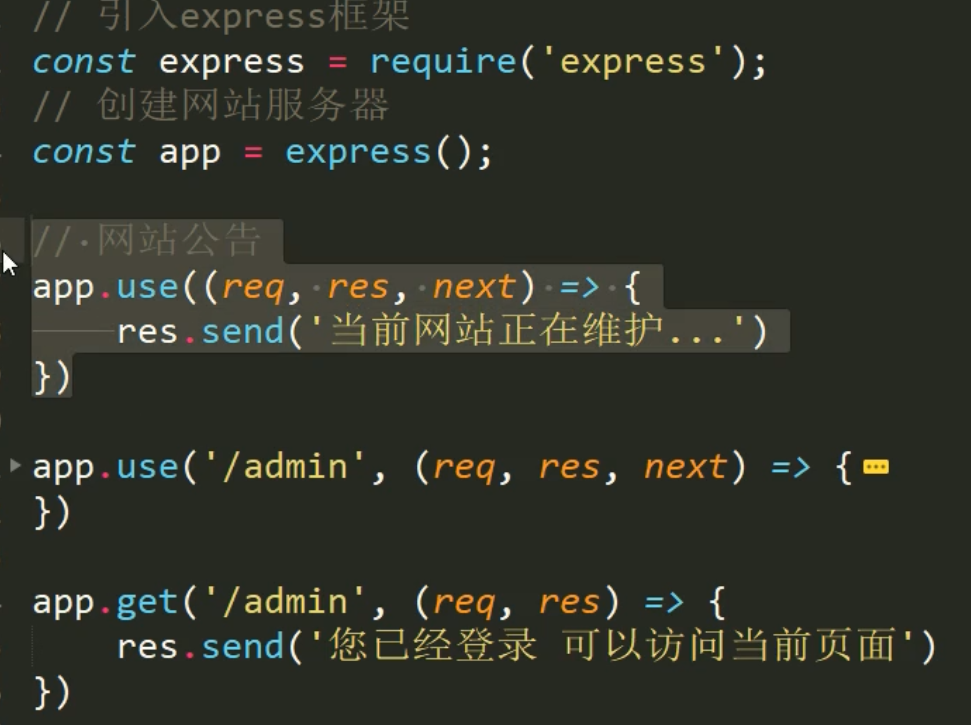 // 引入express框架
const express = require('express');
// 创建网站服务器
const app = express();
// 网站公告
app.use((req, res, next) => {
res.send('当前网站正在维护...')
})
app.use('/admin', (req, res, next) => {
})
app.get('/admin', (req, res) => {
res.send('您已经登录 可以访问当前页面')
})